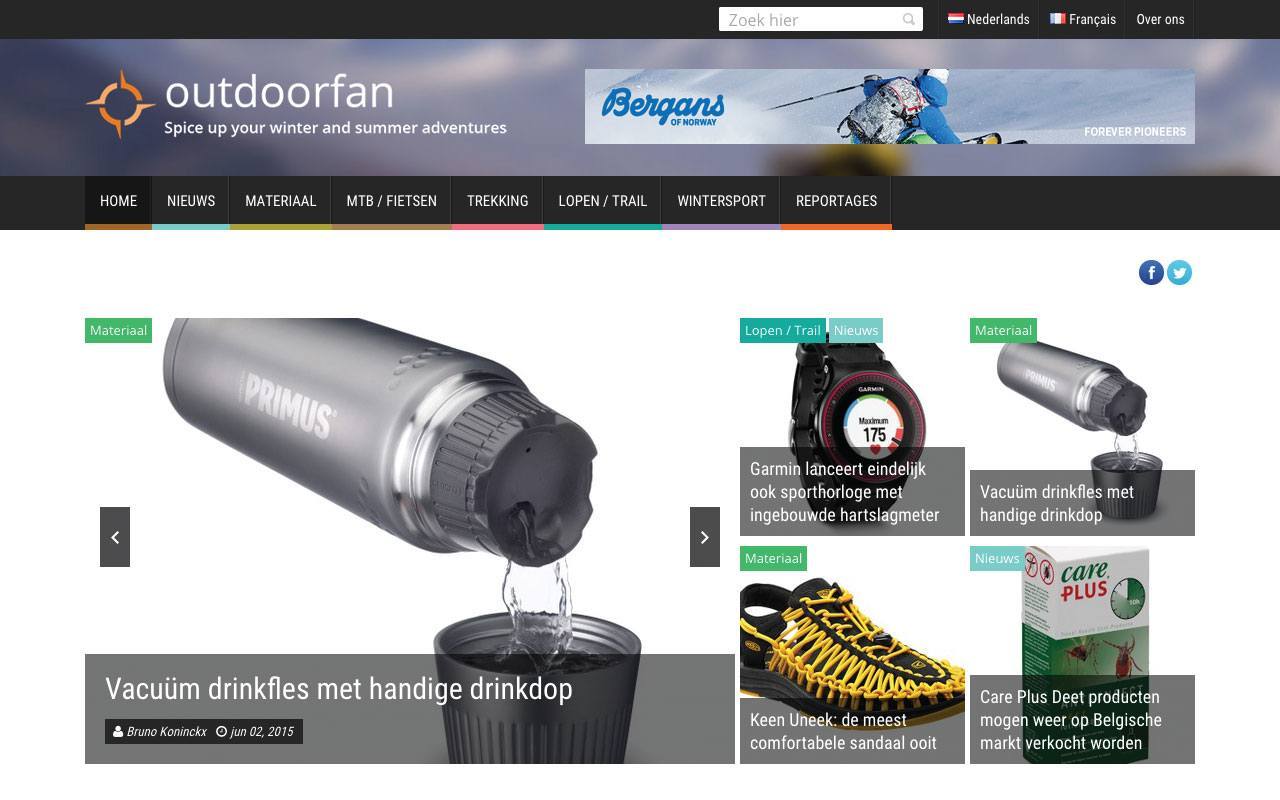 Zoek hier
Nederlands
Français
Over ons
outdoorfan
Spice up your winter and summer adventures
Bergans
OF NORWAY
FOREVER PIONEERS
HOME
NIEUWS
MATERIAAL
MTB / FIETSEN
TREKKING
LOPEN / TRAIL
WINTERSPORT
REPORTAGES
Materiaal
PRIMUS
Vacuüm drinkfles met handige drinkdop
Bruno Koninckx jun 02, 2015
Lopen / Trail
Nieuws
GARMIN
Maximum
175
Garmin lanceert eindelijk
ook sporthorloge met
ingebouwde hartslagmeter
Materiaal
PRIMUS
Vacuüm drinkfles met
handige drinkdop
Materiaal
Keen Uneek: de meest
comfortabele sandaal ooit
Nieuws
care
PLUS
Care Plus Deet producten
mogen weer op Belgische
markt verkocht worden